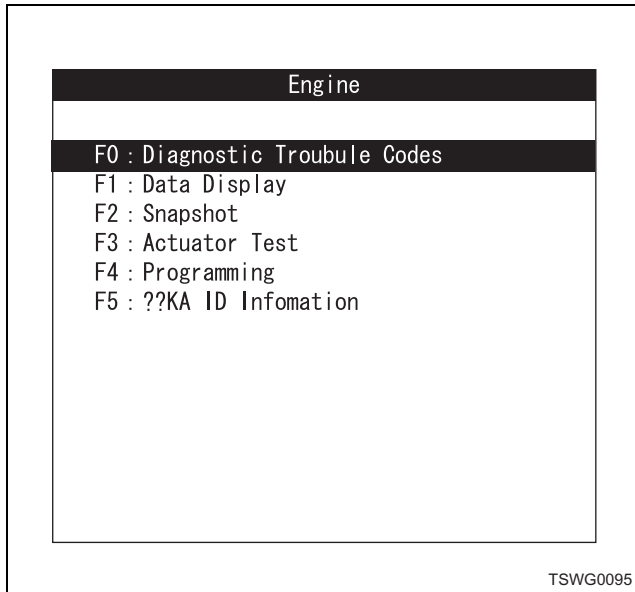 Engine
F0 : Diagnostic Troubule Codes
F1 : Data Display
F2 : Snapshot
F3 : Actuator Test
F4 : Programming
F5 : ??KA ID Infomation
TSWG0095